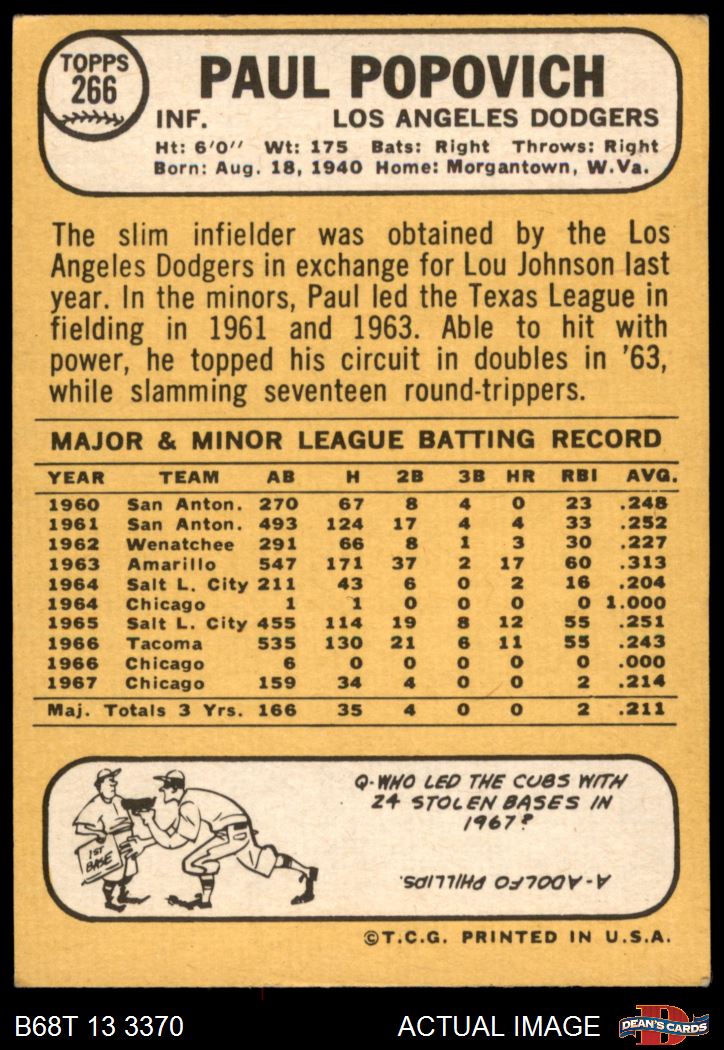 TOPPS
266
PAUL POPOVICH
INF. LOS ANGELES DODGERS
Ht: 6'0" Wt: 175 Bats: Right Throws: Right
Born: Aug. 18, 1940 Home: Morgantown, W.Va.
The slim infielder was obtained by the Los
Angeles Dodgers in exchange for Lou Johnson last
year. In the minors, Paul led the Texas League in
fielding in 1961 and 1963. Able to hit with
power, he topped his circuit in doubles in '63,
while slamming seventeen round-trippers.
MAJOR & MINOR LEAGUE BATTING RECORD
YEAR TEAM AB H 2B 3B HR RBI AVG.
1960 San Anton. 270 67 8 4 0 23 .248
1961 San Anton. 493 124 17 4 4 33 .252
1962 Wenatchee 291 66 8 1 3 30 .227
1963 Amarillo 547 171 37 2 17 60 .313
1964 Salt L. City 211 43 6 0 2 16 .204
1964 Chicago 1 1 0 0 0 0 1.000
1965 Salt L. City 455 114 19 8 12 55 .251
1966 Tacoma 535 130 21 6 11 55 .243
1966 Chicago 6 0 0 0 0 0 .000
1967 Chicago 159 34 4 0 0 2 .214
Maj. Totals 3 Yrs. 166 35 4 0 0 2 .211
1ST
BASE
Q-WHO LED THE CUBS WITH
24 STOLEN BASES IN
1967?
A-ADOLFO PHILLIPS.
©T.C.G. PRINTED IN U.S.A.
B68T 13 3370 ACTUAL IMAGE
D
DEAN'S CARDS